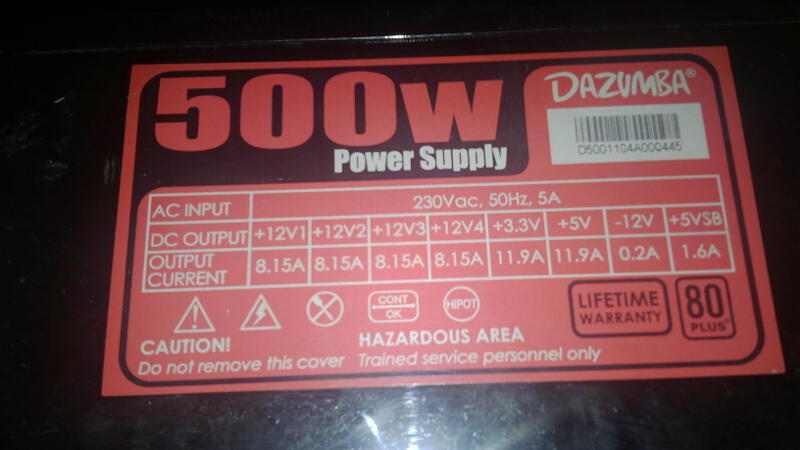 500W
Power Supply
DAZUMBA®
D5001104A000445
AC INPUT 230Vac, 50Hz, 5A
DC OUTPUT +12V1 +12V2 +12V3 +12V4 +3.3V +5V -12V +5VSB
OUTPUT CURRENT 8.15A 8.15A 8.15A 8.15A 11.9A 11.9A 0.2A 1.6A
CONT
OK
HIPOT
LIFETIME
WARRANTY
80
PLUS®
CAUTION!
Do not remove this cover
HAZARDOUS AREA
Trained service personnel only